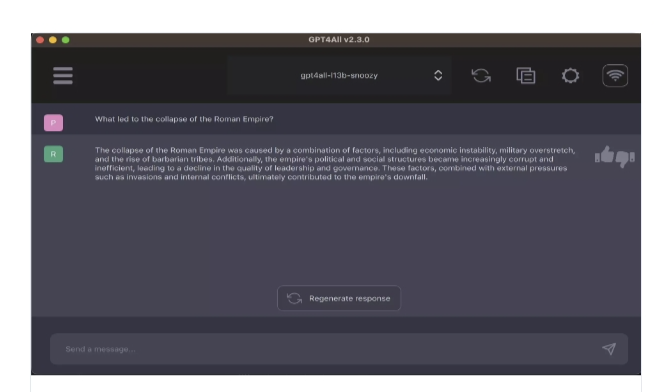 GPT4All v2.3.0
gpt4all-l13b-snoozy
P
What led to the collapse of the Roman Empire?
R
The collapse of the Roman Empire was caused by a combination of factors, including economic instability, military overstretch,
and the rise of barbarian tribes. Additionally, the empire's political and social structures became increasingly corrupt and
inefficient, leading to a decline in the quality of leadership and governance. These factors, combined with external pressures
such as invasions and internal conflicts, ultimately contributed to the empire's downfall.
Regenerate response
Send a message...